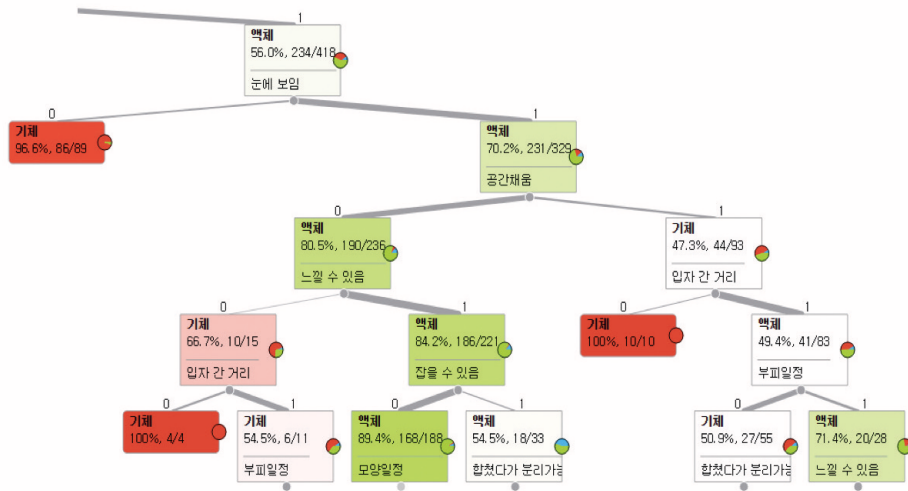 1
액체
56.0%, 234/418
눈에 보임
0
1
기체
96.6%, 86/89
액체
70.2%, 231/329
공간채움
0
1
액체
80.5%, 190/236
느낄 수 있음
기체
47.3%, 44/93
입자 간 거리
0
1
0
1
기체
66.7%, 10/15
입자 간 거리
액체
84.2%, 186/221
잡을 수 있음
기체
100%, 10/10
액체
49.4%, 41/83
부피일정
0
1
0
1
0
1
기체
100%, 4/4
기체
54.5%, 6/11
부피일정
액체
89.4%, 168/188
모양일정
액체
54.5%, 18/33
합쳤다가 분리가능
기체
50.9%, 27/55
합쳤다가 분리가능
액체
71.4%, 20/28
느낄 수 있음